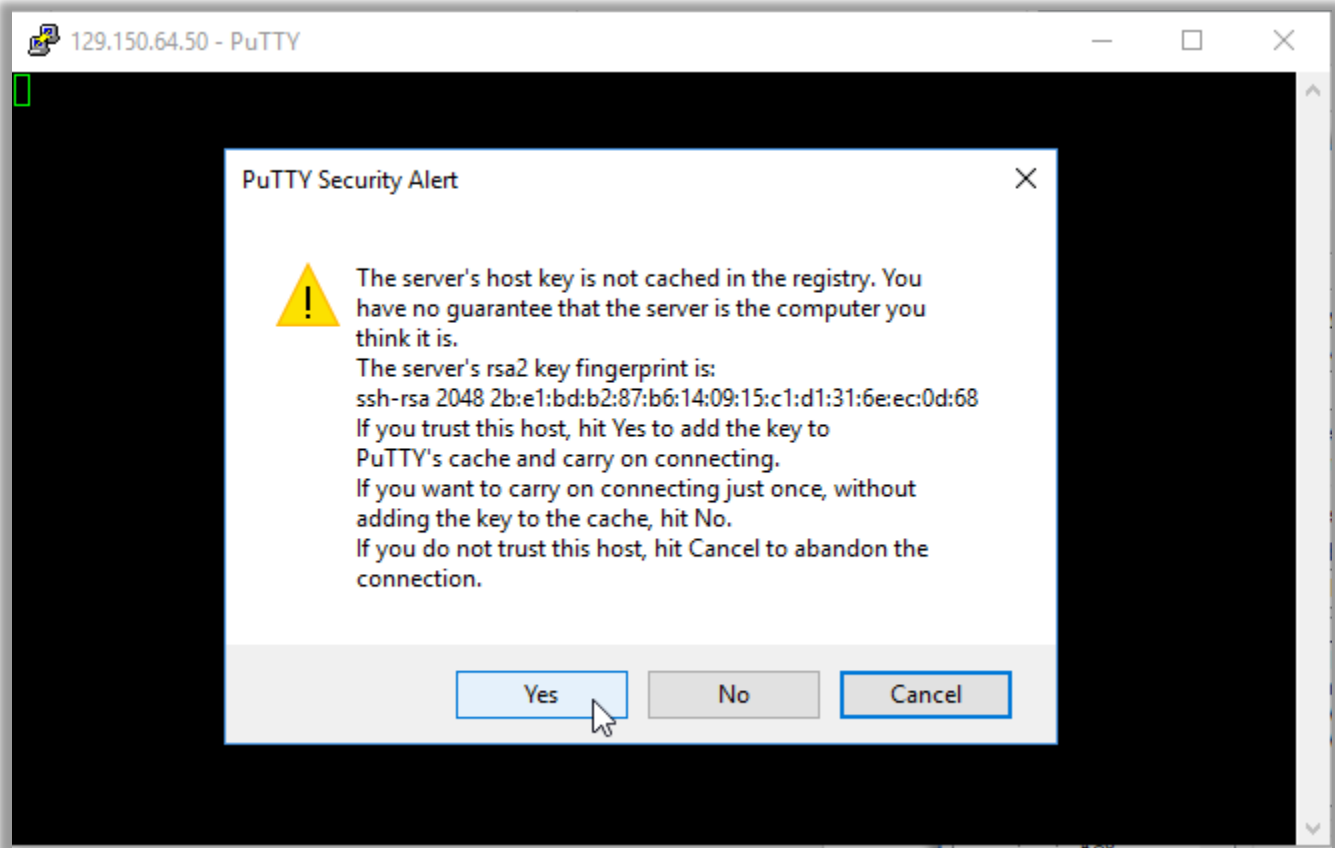 129.150.64.50 - PuTTY
PuTTY Security Alert
The server's host key is not cached in the registry. You
have no guarantee that the server is the computer you
think it is.
The server's rsa2 key fingerprint is:
ssh-rsa 2048 2b:e1:bd:b2:87:b6:14:09:15:c1:d1:31:6e:ec:0d:68
If you trust this host, hit Yes to add the key to
PuTTY's cache and carry on connecting.
If you want to carry on connecting just once, without
adding the key to the cache, hit No.
If you do not trust this host, hit Cancel to abandon the
connection.
Yes
No
Cancel